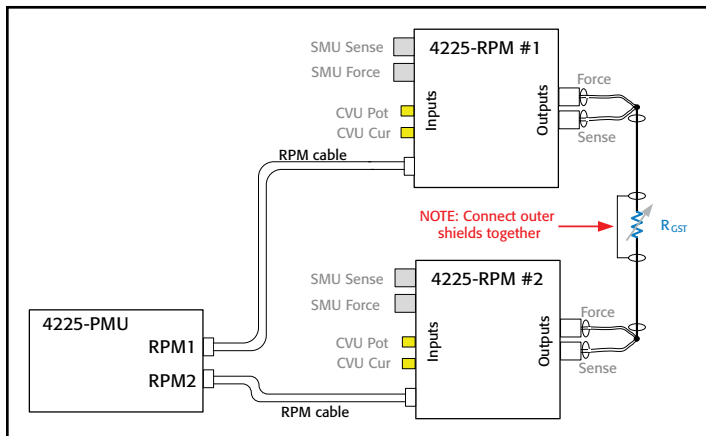 SMU Sense
SMU Force
CVU Pot
CVU Cur
RPM cable
4225-RPM #1
Inputs
Outputs
Force
Sense
NOTE: Connect outer
shields together
R GST
4225-PMU
RPM1
RPM2
RPM cable
SMU Sense
SMU Force
CVU Pot
CVU Cur
4225-RPM #2
Inputs
Outputs
Force
Sense